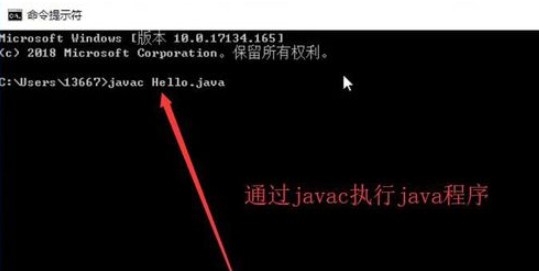 命令提示符
Microsoft Windows [版本 10.0.17134.165]
(c) 2018 Microsoft Corporation。保留所有权利。
C:\Users\13667>javac Hello.java
通过javac执行java程序